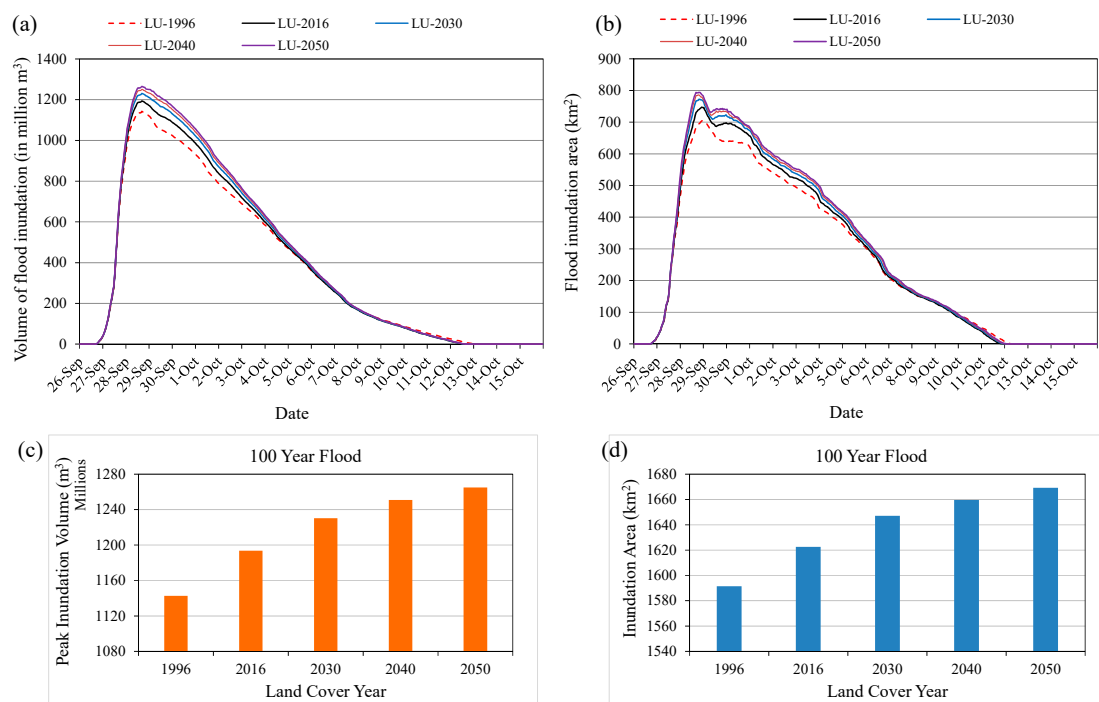 (a)
LU-1996 LU-2016 LU-2030
LU-2040 LU-2050
Volume of flood inundation (in million m³)
1400
1200
1000
800
600
400
200
0
26-Sep 27-Sep 28-Sep 29-Sep 30-Sep 1-Oct 2-Oct 3-Oct 4-Oct 5-Oct 6-Oct 7-Oct 8-Oct 9-Oct 10-Oct 11-Oct 12-Oct 13-Oct 14-Oct 15-Oct
Date
(b)
LU-1996 LU-2016 LU-2030
LU-2040 LU-2050
Flood inundation area (km²)
900
800
700
600
500
400
300
200
100
0
26-Sep 27-Sep 28-Sep 29-Sep 30-Sep 1-Oct 2-Oct 3-Oct 4-Oct 5-Oct 6-Oct 7-Oct 8-Oct 9-Oct 10-Oct 11-Oct 12-Oct 13-Oct 14-Oct 15-Oct
Date
(c)
100 Year Flood
Peak Inundation Volume (m³)
Millions
1280
1240
1200
1160
1120
1080
1996 2016 2030 2040 2050
Land Cover Year
(d)
100 Year Flood
Inundation Area (km²)
1680
1660
1640
1620
1600
1580
1560
1540
1996 2016 2030 2040 2050
Land Cover Year